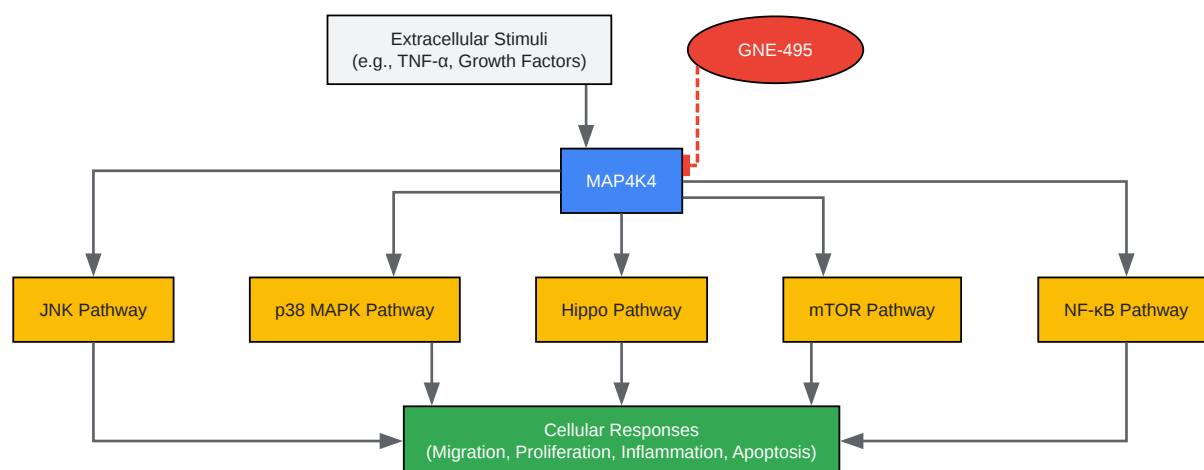 Extracellular Stimuli
(e.g., TNF-α, Growth Factors)
GNE-495
MAP4K4
JNK Pathway
p38 MAPK Pathway
Hippo Pathway
mTOR Pathway
NF-κB Pathway
Cellular Responses
(Migration, Proliferation, Inflammation, Apoptosis)